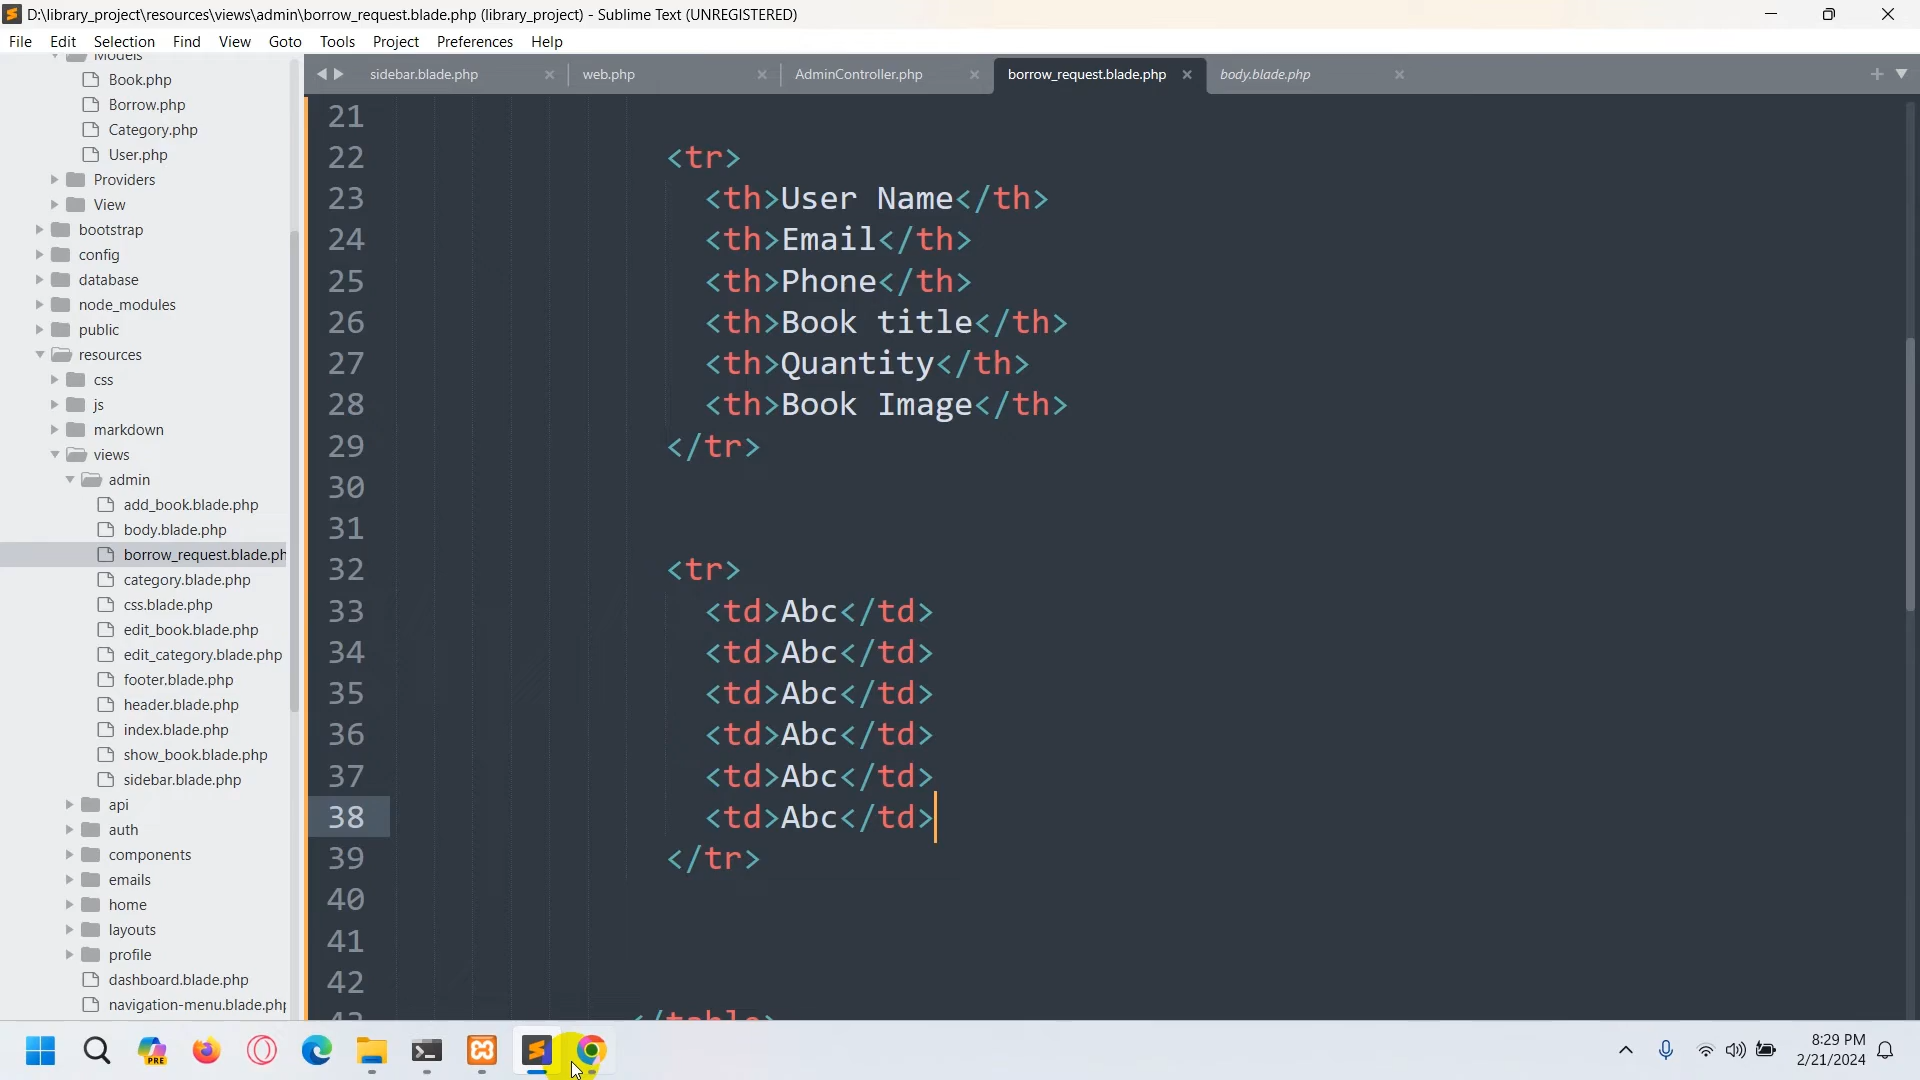 D:\library_project\resources\views\admin\borrow_request.blade.php (library_project) - Sublime Text (UNREGISTERED)
File Edit Selection Find View Goto Tools Project Preferences Help
Models
Book.php
Borrow.php
Category.php
User.php
Providers
View
bootstrap
config
database
node_modules
public
resources
css
js
markdown
views
admin
add_book.blade.php
body.blade.php
borrow_request.blade.ph
category.blade.php
css.blade.php
edit_book.blade.php
edit_category.blade.php
footer.blade.php
header.blade.php
index.blade.php
show_book.blade.php
sidebar.blade.php
api
auth
components
emails
home
layouts
profile
dashboard.blade.php
navigation-menu.blade.php
sidebar.blade.php web.php AdminController.php borrow_request.blade.php body.blade.php
21
22 <tr>
23 <th>User Name</th>
24 <th>Email</th>
25 <th>Phone</th>
26 <th>Book title</th>
27 <th>Quantity</th>
28 <th>Book Image</th>
29 </tr>
30
31
32 <tr>
33 <td>Abc</td>
34 <td>Abc</td>
35 <td>Abc</td>
36 <td>Abc</td>
37 <td>Abc</td>
38 <td>Abc</td>
39 </tr>
40
41
42
43 </table>
PRE
8:29 PM
2/21/2024